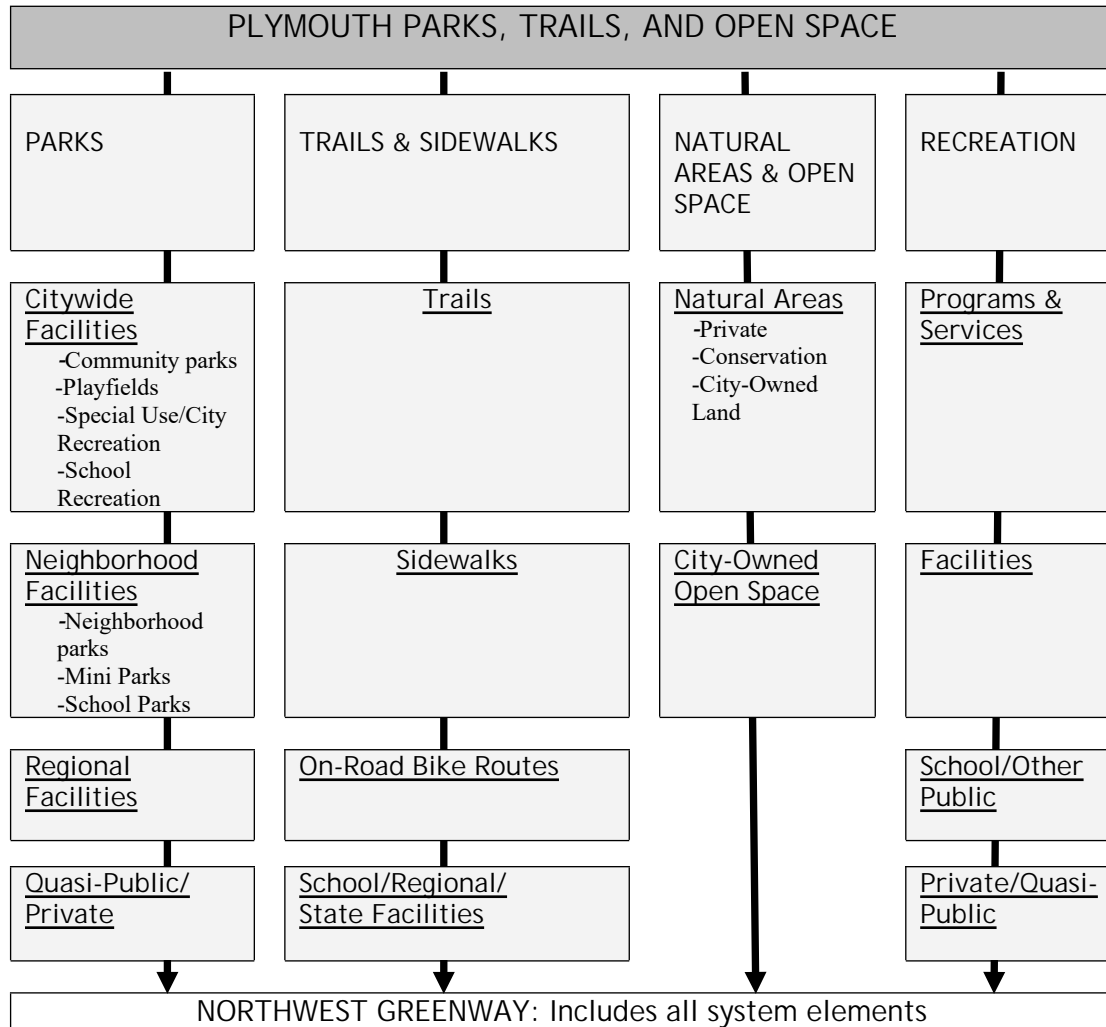 PLYMOUTH PARKS, TRAILS, AND OPEN SPACE
PARKS
TRAILS & SIDEWALKS
NATURAL
AREAS & OPEN
SPACE
RECREATION
Citywide
Facilities
-Community parks
-Playfields
-Special Use/City
Recreation
-School
Recreation
Trails
Natural Areas
-Private
-Conservation
-City-Owned
Land
Programs &
Services
Neighborhood
Facilities
-Neighborhood
parks
-Mini Parks
-School Parks
Sidewalks
City-Owned
Open Space
Facilities
Regional
Facilities
On-Road Bike Routes
School/Other
Public
Quasi-Public/
Private
School/Regional/
State Facilities
Private/Quasi-
Public
NORTHWEST GREENWAY: Includes all system elements